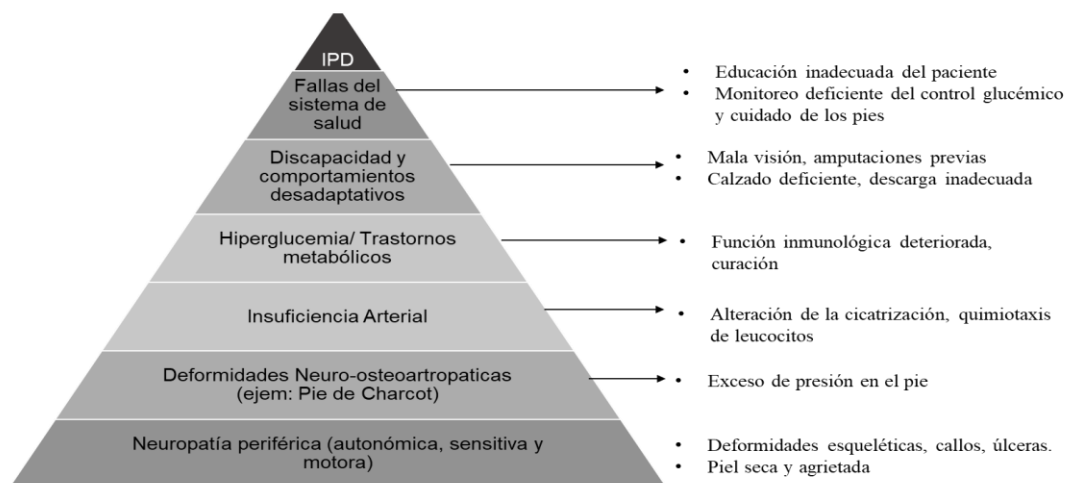 IPD
Fallas del
sistema de
salud
• Educación inadecuada del paciente
• Monitoreo deficiente del control glucémico
y cuidado de los pies
Discapacidad y
comportamientos
desadaptativos
• Mala visión, amputaciones previas
• Calzado deficiente, descarga inadecuada
Hiperglucemia/ Trastornos
metabólicos
• Función inmunológica deteriorada,
curación
Insuficiencia Arterial
• Alteración de la cicatrización, quimiotaxis
de leucocitos
Deformidades Neuro-osteoartropaticas
(ejem: Pie de Charcot)
• Exceso de presión en el pie
Neuropatía periférica (autonómica, sensitiva y
motora)
• Deformidades esqueléticas, callos, úlceras.
• Piel seca y agrietada